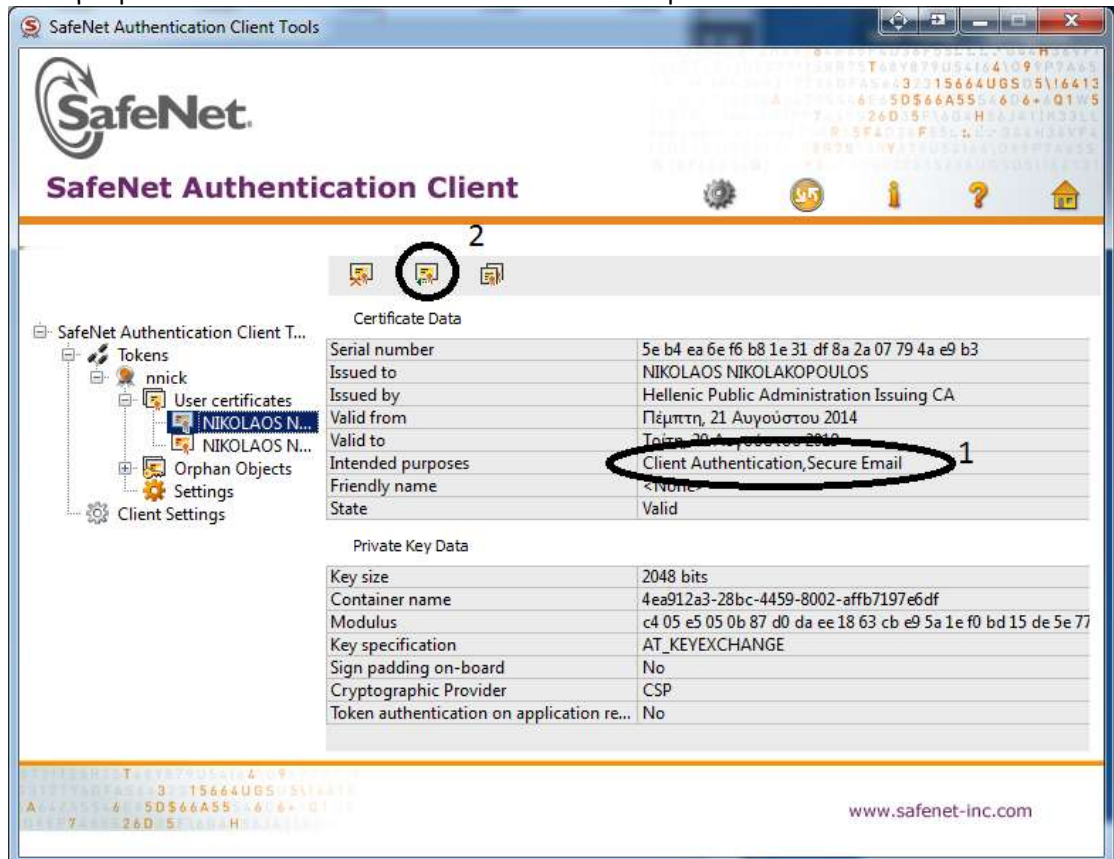 SafeNet Authentication Client Tools
SafeNet.
SafeNet Authentication Client
2
Certificate Data
SafeNet Authentication Client T...
Tokens
nnick
User certificates
NIKOLAOS N...
NIKOLAOS N...
Orphan Objects
Settings
Client Settings
Serial number 5e b4 ea 6e f6 b8 1e 31 df 8a 2a 07 79 4a e9 b3
Issued to NIKOLAOS NIKOLAKOPOULOS
Issued by Hellenic Public Administration Issuing CA
Valid from Πέμπτη, 21 Αυγούστου 2014
Valid to
Intended purposes Client Authentication,Secure Email 1
Friendly name <None>
State Valid
Private Key Data
Key size 2048 bits
Container name 4ea912a3-28bc-4459-8002-affb7197e6df
Modulus c4 05 e5 05 0b 87 d0 da ee 18 63 cb e9 5a 1e f0 bd 15 de 5e 77
Key specification AT_KEYEXCHANGE
Sign padding on-board No
Cryptographic Provider CSP
Token authentication on application re... No
www.safenet-inc.com